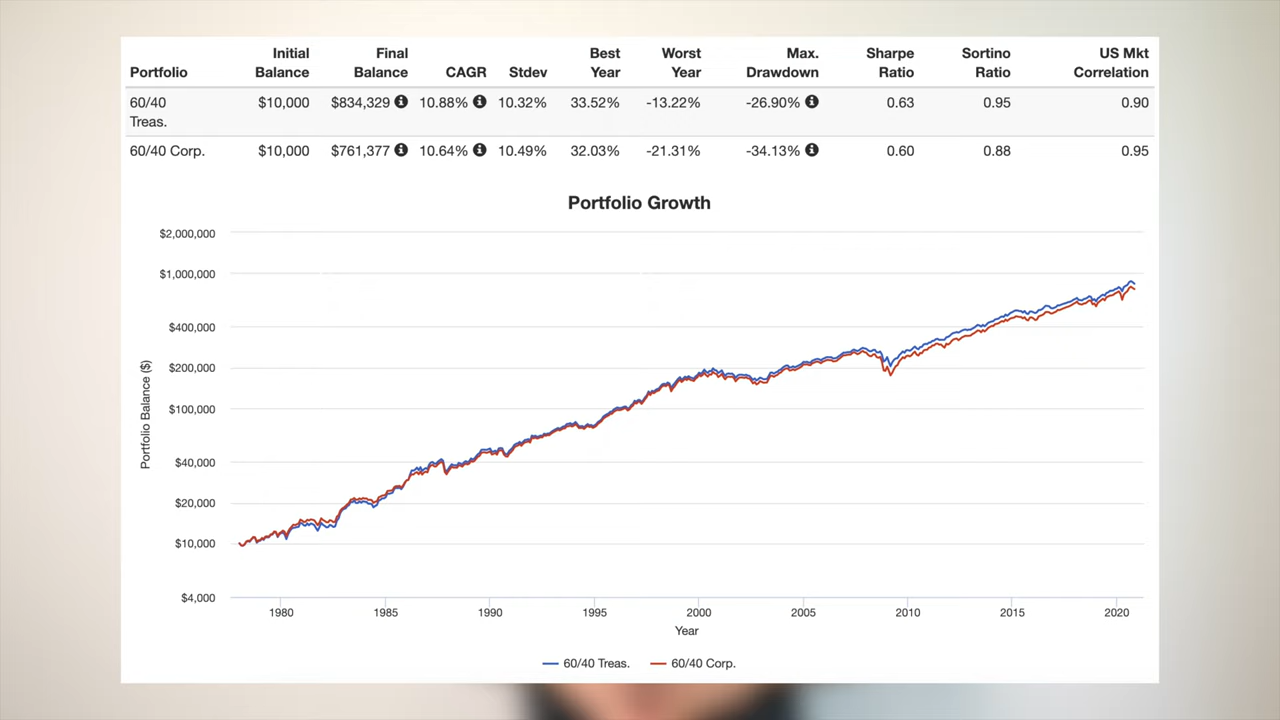 Portfolio Initial Balance Final Balance CAGR Stdev Best Year Worst Year Max. Drawdown Sharpe Ratio Sortino Ratio US Mkt Correlation
60/40 Treas. $10,000 $834,329 10.88% 10.32% 33.52% -13.22% -26.90% 0.63 0.95 0.90
60/40 Corp. $10,000 $761,377 10.64% 10.49% 32.03% -21.31% -34.13% 0.60 0.88 0.95
Portfolio Growth
Portfolio Balance ($)
$2,000,000
$1,000,000
$400,000
$200,000
$100,000
$40,000
$20,000
$10,000
$4,000
1980 1985 1990 1995 2000 2005 2010 2015 2020
Year
60/40 Treas. 60/40 Corp.